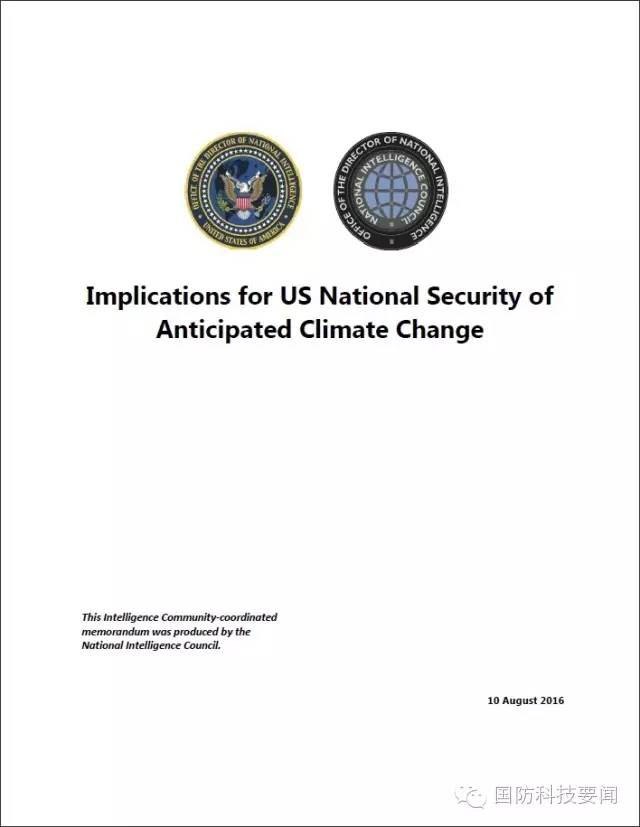 OFFICE OF THE DIRECTOR OF NATIONAL INTELLIGENCE
UNITED STATES OF AMERICA
OFFICE OF THE DIRECTOR OF NATIONAL INTELLIGENCE
NATIONAL INTELLIGENCE COUNCIL
Implications for US National Security of
Anticipated Climate Change
This Intelligence Community-coordinated
memorandum was produced by the
National Intelligence Council.
10 August 2016
国防科技要闻